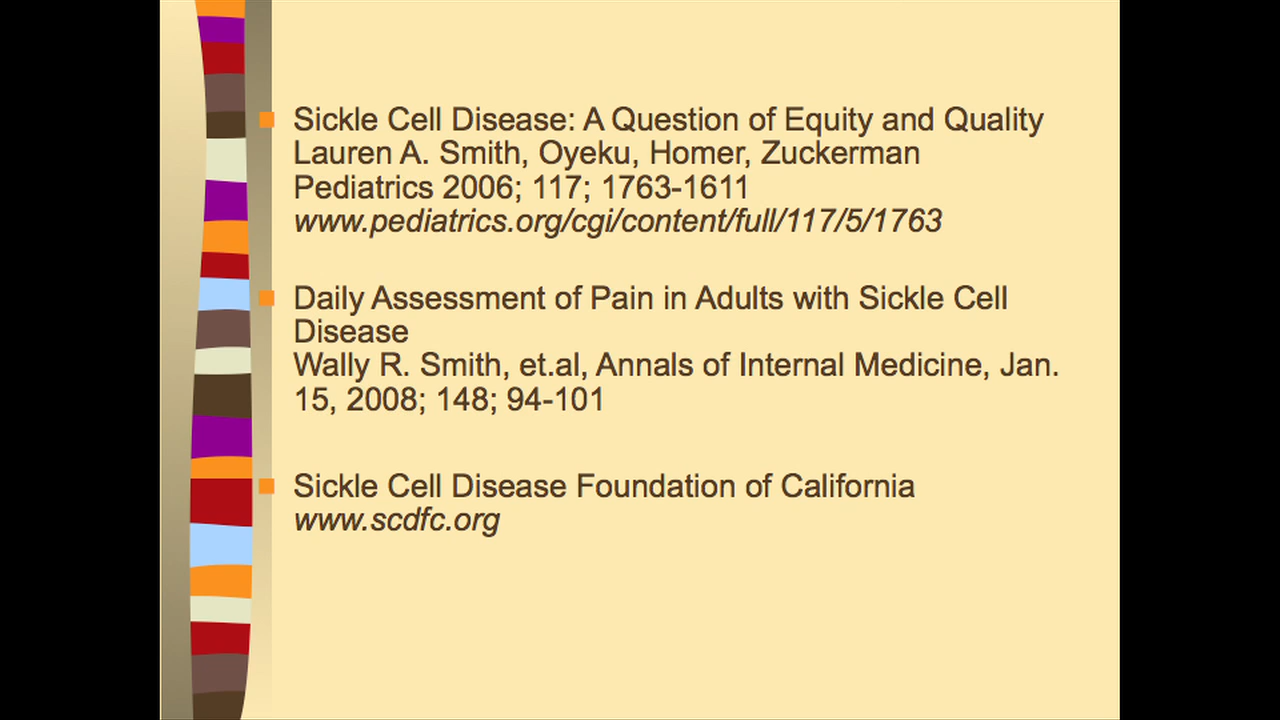 Sickle Cell Disease: A Question of Equity and Quality
Lauren A. Smith, Oyeku, Homer, Zuckerman
Pediatrics 2006; 117; 1763-1611
www.pediatrics.org/cgi/content/full/117/5/1763
Daily Assessment of Pain in Adults with Sickle Cell
Disease
Wally R. Smith, et.al, Annals of Internal Medicine, Jan.
15, 2008; 148; 94-101
Sickle Cell Disease Foundation of California
www.scdfc.org